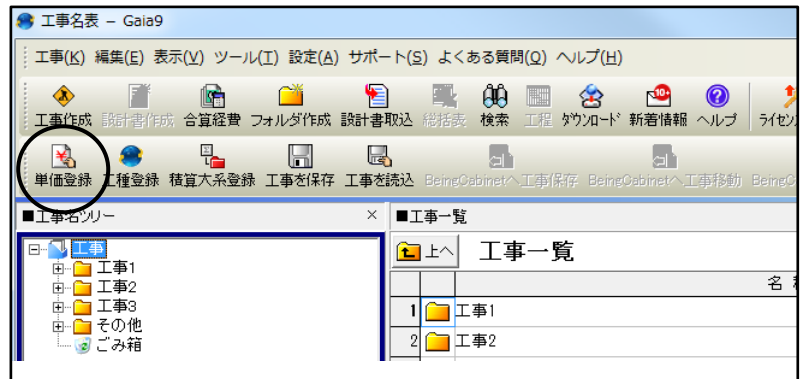 工事名表 － Gaia9
工事(K) 編集(E) 表示(V) ツール(T) 設定(A) サポート(S) よくある質問(Q) ヘルプ(H)
工事作成 設計書作成 合算経費 フォルダ作成 設計書取込 総括表 検索 工程 ダウンロード 新着情報 ヘルプ ライセン
単価登録 工種登録 積算大系登録 工事を保存 工事を読込 BeingCabinetへ工事保存 BeingCabinetへ工事移動 BeingC
■工事名ツリー × ■工事一覧
工事
工事1
工事2
工事3
その他
ごみ箱
上へ 工事一覧
名
1 工事1
2 工事2